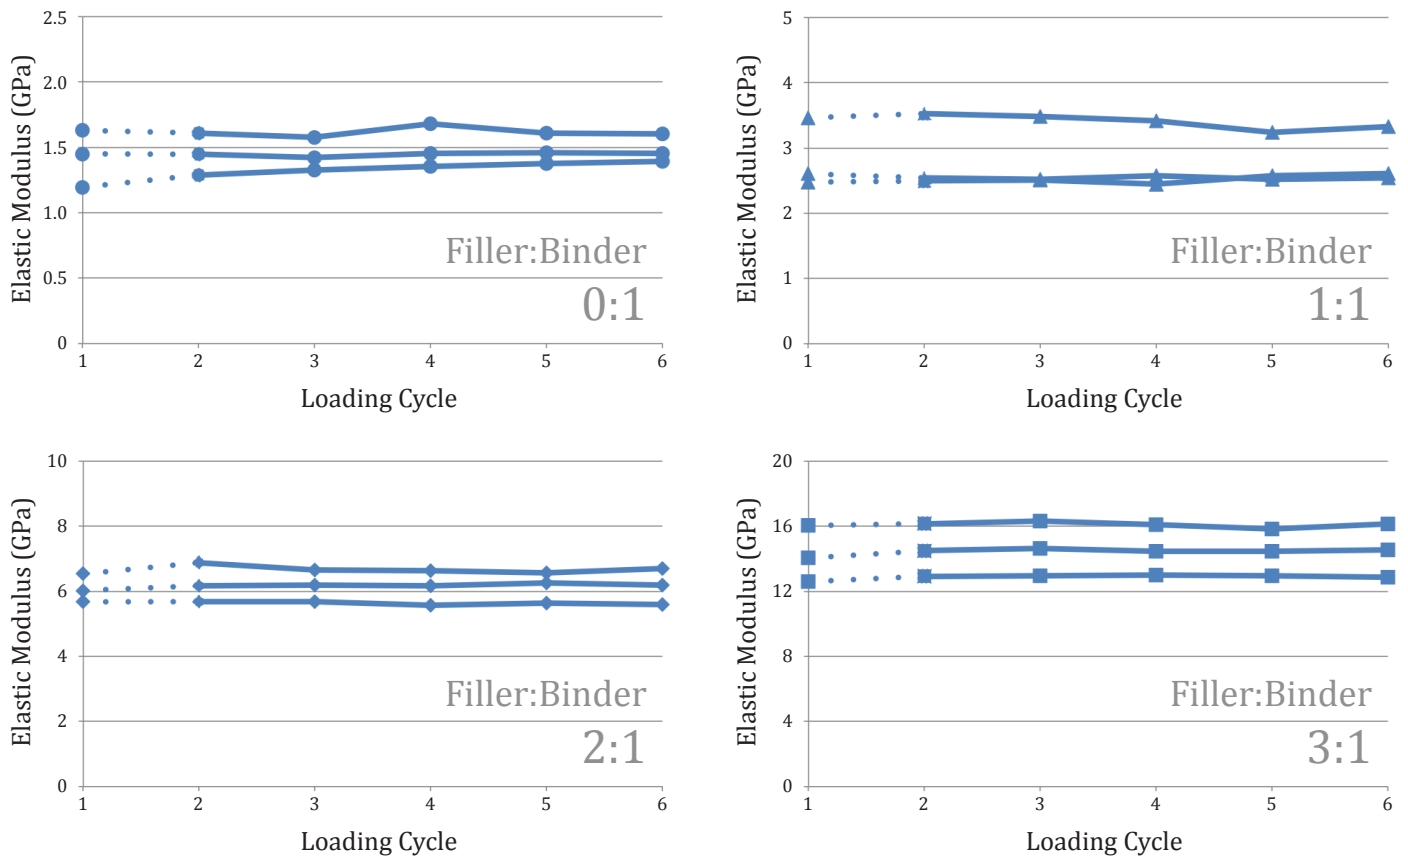 2.5
2.0
1.5
1.0
0.5
0
Elastic Modulus (GPa)
Filler:Binder
0:1
1 2 3 4 5 6
Loading Cycle
5
4
3
2
1
0
Elastic Modulus (GPa)
Filler:Binder
1:1
1 2 3 4 5 6
Loading Cycle
10
8
6
4
2
0
Elastic Modulus (GPa)
Filler:Binder
2:1
1 2 3 4 5 6
Loading Cycle
20
16
12
8
4
0
Elastic Modulus (GPa)
Filler:Binder
3:1
1 2 3 4 5 6
Loading Cycle